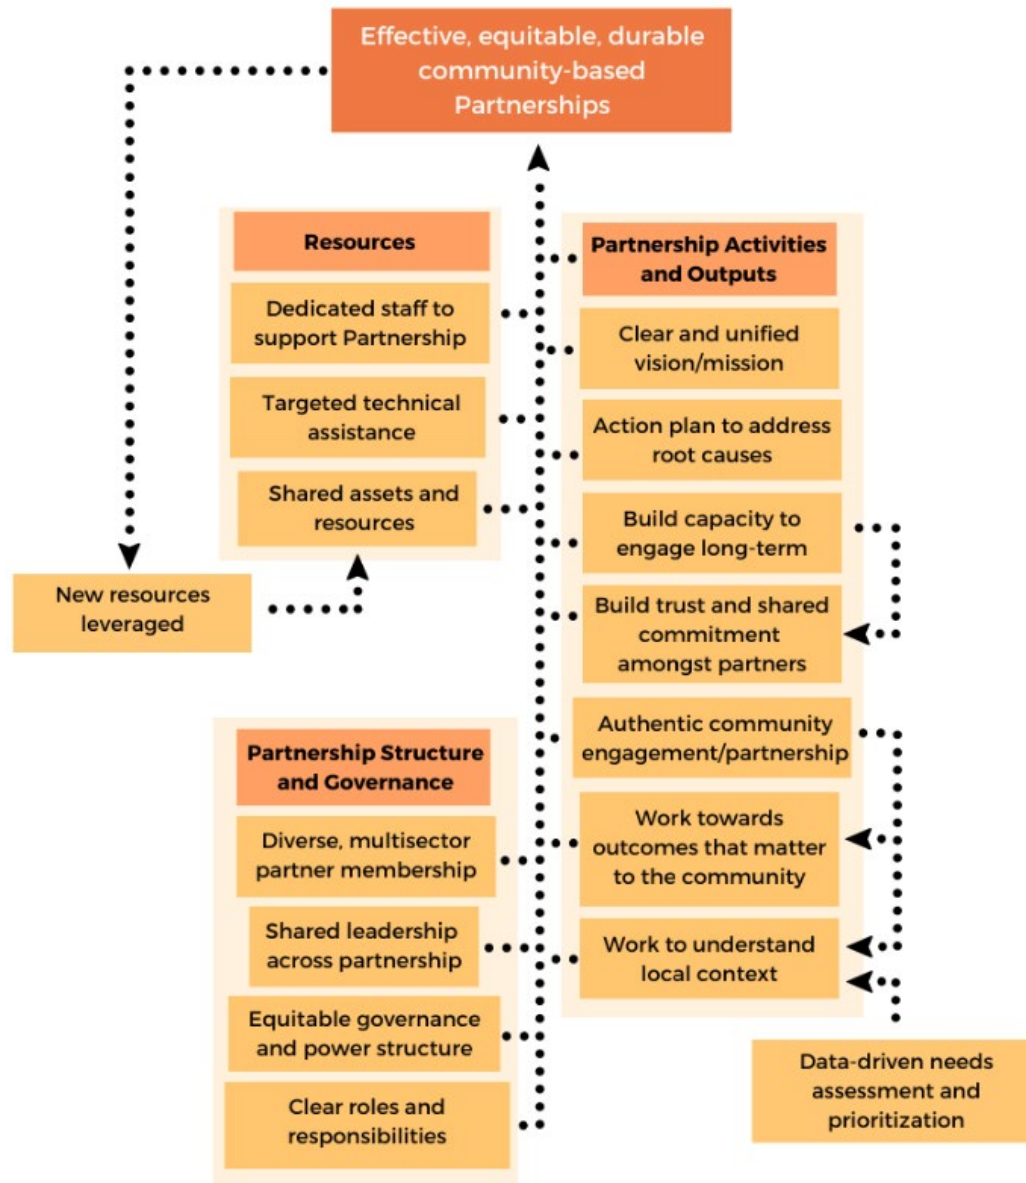 Effective, equitable, durable
community-based
Partnerships
Resources
Dedicated staff to
support Partnership
Targeted technical
assistance
Shared assets and
resources
New resources
leveraged
Partnership Activities
and Outputs
Clear and unified
vision/mission
Action plan to address
root causes
Build capacity to
engage long-term
Build trust and shared
commitment
amongst partners
Authentic community
engagement/partnership
Work towards
outcomes that matter
to the community
Work to understand
local context
Partnership Structure
and Governance
Diverse, multisector
partner membership
Shared leadership
across partnership
Equitable governance
and power structure
Clear roles and
responsibilities
Data-driven needs
assessment and
prioritization